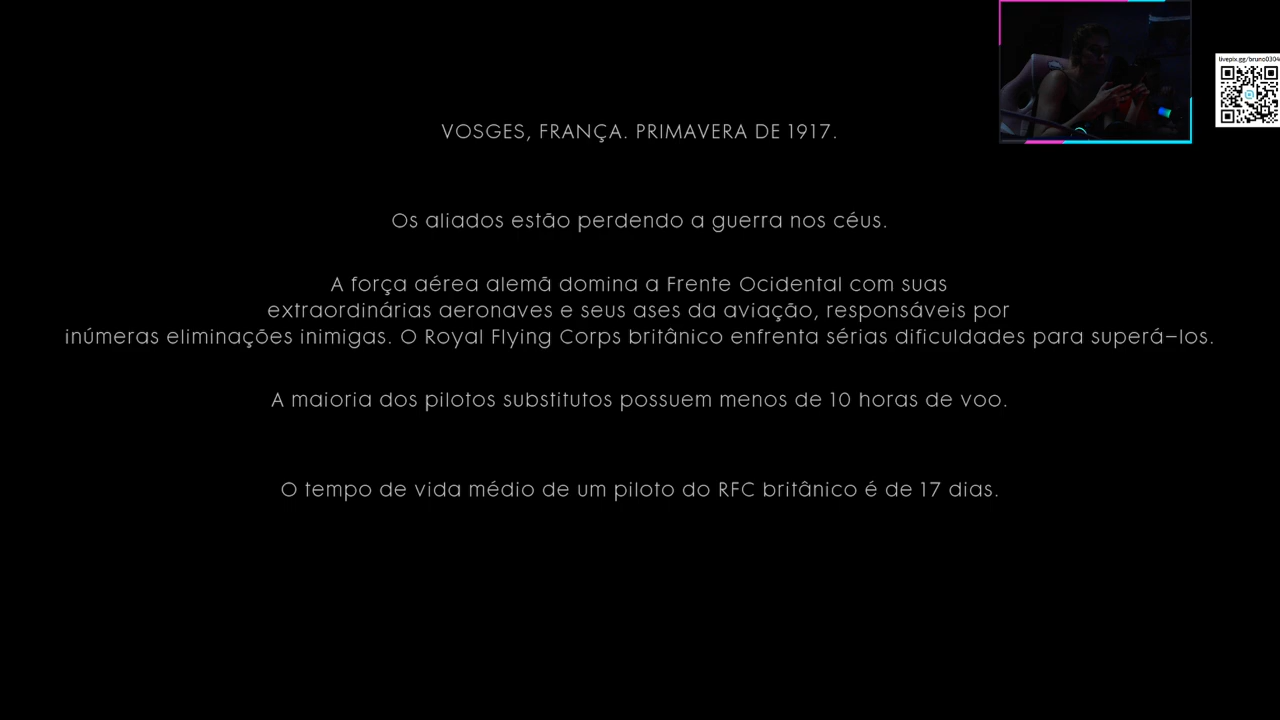 livepix.gg/bruno0304
VOSGES, FRANÇA. PRIMAVERA DE 1917.
Os aliados estão perdendo a guerra nos céus.
A força aérea alemã domina a Frente Ocidental com suas
extraordinárias aeronaves e seus ases da aviação, responsáveis por
inúmeras eliminações inimigas. O Royal Flying Corps britânico enfrenta sérias dificuldades para superá-los.
A maioria dos pilotos substitutos possuem menos de 10 horas de voo.
O tempo de vida médio de um piloto do RFC britânico é de 17 dias.